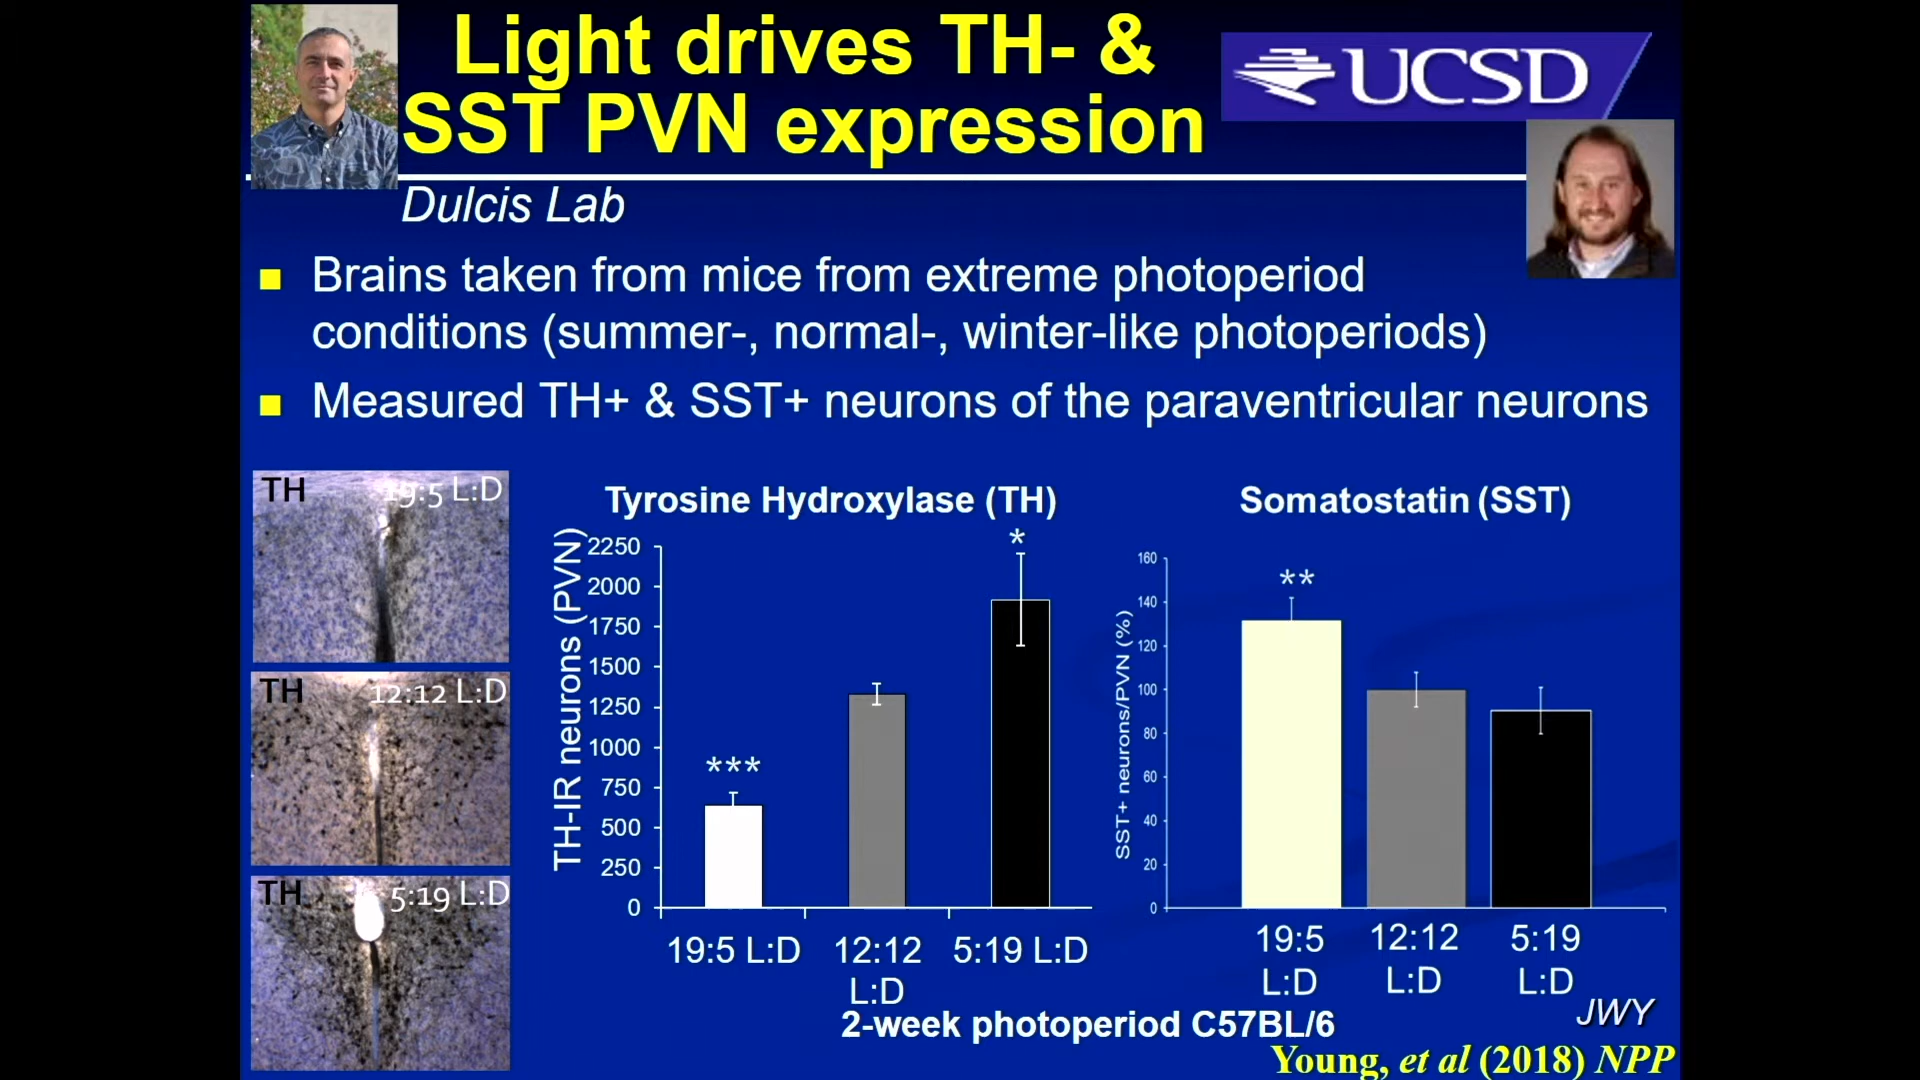 Light drives TH- &
SST PVN expression
UCSD
Dulcis Lab
Brains taken from mice from extreme photoperiod
conditions (summer-, normal-, winter-like photoperiods)
Measured TH+ & SST+ neurons of the paraventricular neurons
TH 19:5 L:D
TH 12:12 L:D
TH 5:19 L:D
Tyrosine Hydroxylase (TH)
TH-IR neurons (PVN)
2250
2000
1750
1500
1250
1000
750
500
250
0
***
*
19:5 L:D 12:12 5:19 L:D
L:D
Somatostatin (SST)
SST+ neurons/PVN (%)
160
140
120
100
80
60
40
20
0
**
19:5 12:12 5:19
L:D L:D L:D
2-week photoperiod C57BL/6
JWY
Young, et al (2018) NPP